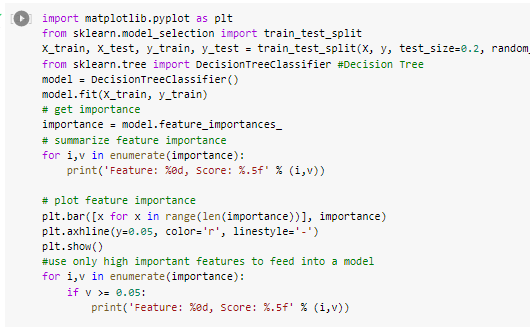 import matplotlib.pyplot as plt
from sklearn.model_selection import train_test_split
X_train, X_test, y_train, y_test = train_test_split(X, y, test_size=0.2, random_
from sklearn.tree import DecisionTreeClassifier #Decision Tree
model = DecisionTreeClassifier()
model.fit(X_train, y_train)
# get importance
importance = model.feature_importances_
# summarize feature importance
for i,v in enumerate(importance):
    print('Feature: %0d, Score: %.5f' % (i,v))

# plot feature importance
plt.bar([x for x in range(len(importance))], importance)
plt.axhline(y=0.05, color='r', linestyle='-')
plt.show()
#use only high important features to feed into a model
for i,v in enumerate(importance):
    if v >= 0.05:
        print('Feature: %0d, Score: %.5f' % (i,v))